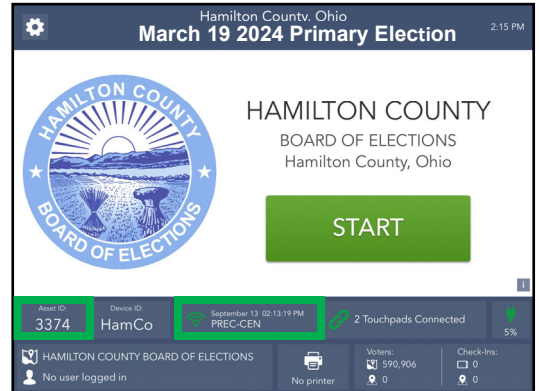 Hamilton County, Ohio
March 19 2024 Primary Election
2:15 PM
HAMILTON COUNTY
BOARD OF ELECTIONS
HAMILTON COUNTY
BOARD OF ELECTIONS
Hamilton County, Ohio
START
i
Asset ID:
3374
Device ID:
HamCo
September 13 02:13:19 PM
PREC-CEN
2 Touchpads Connected
5%
HAMILTON COUNTY BOARD OF ELECTIONS
No user logged in
No printer
Voters:
590,906
0
Check-Ins:
0
0